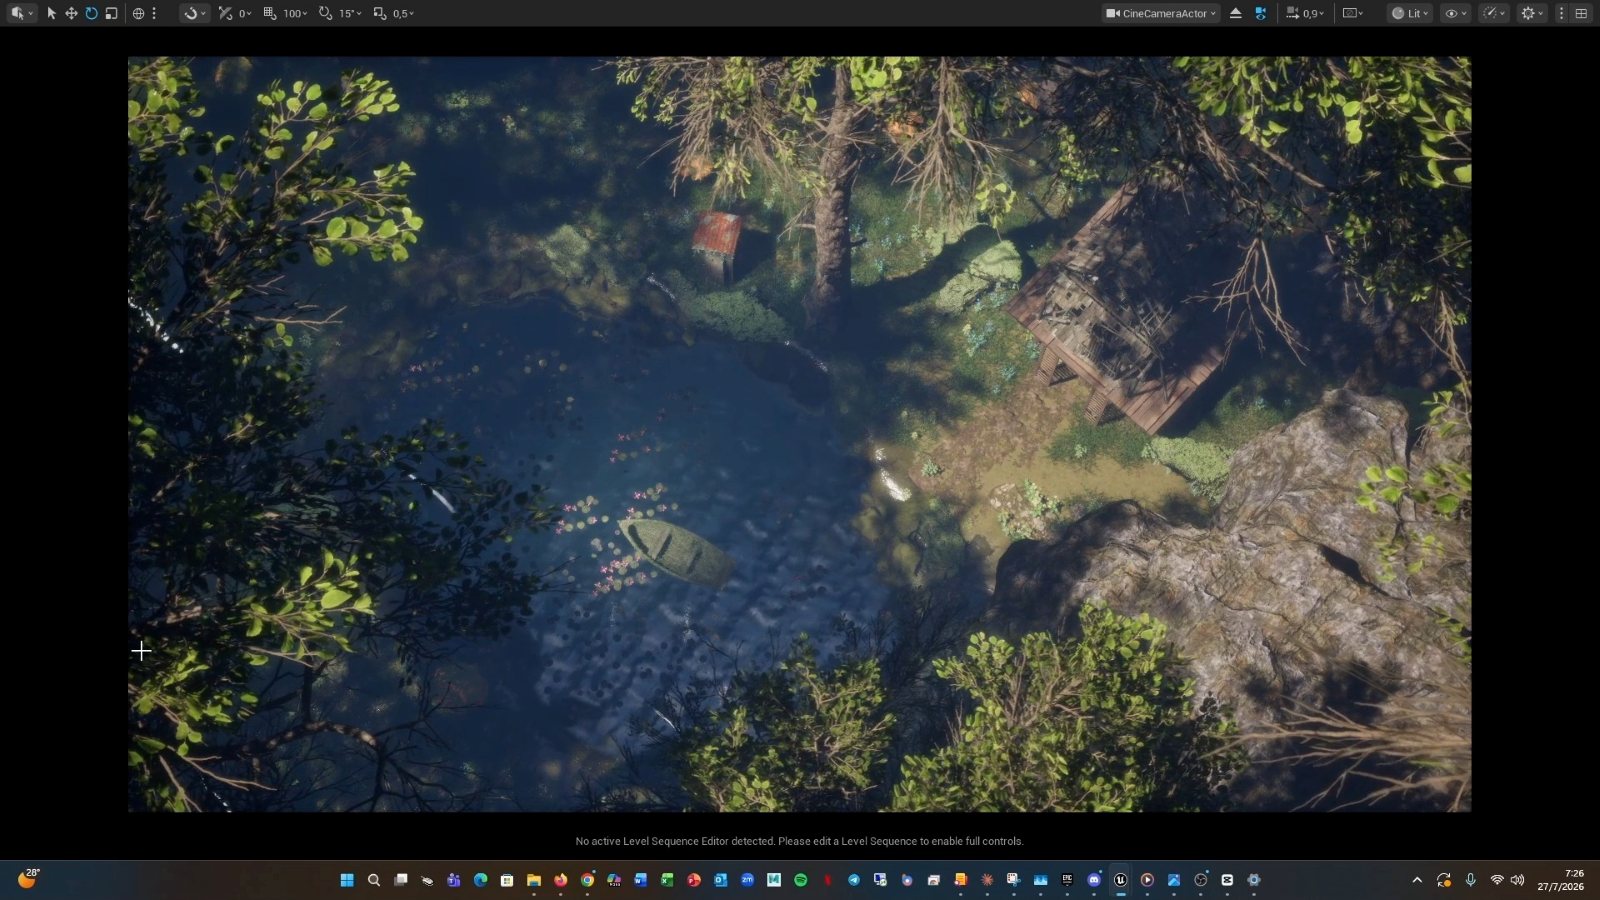 0
100
15°
0,5
CineCameraActor
0,9
Lit
No active Level Sequence Editor detected. Please edit a Level Sequence to enable full controls.
28°
7:26
27/7/2026